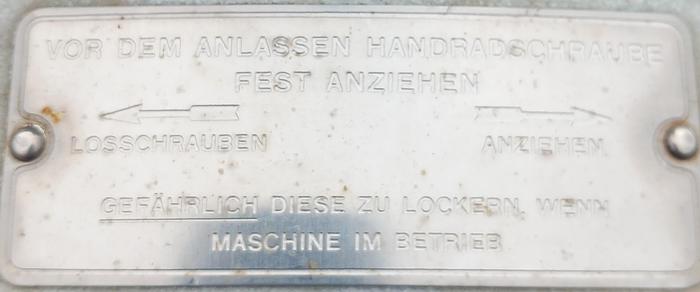 VOR DEM ANLASSEN HANDRADSCHRAUBE
FEST ANZIEHEN
LOSSCHRAUBEN ANZIEHEN
GEFÄHRLICH DIESE ZU LOCKERN, WENN
MASCHINE IM BETRIEB